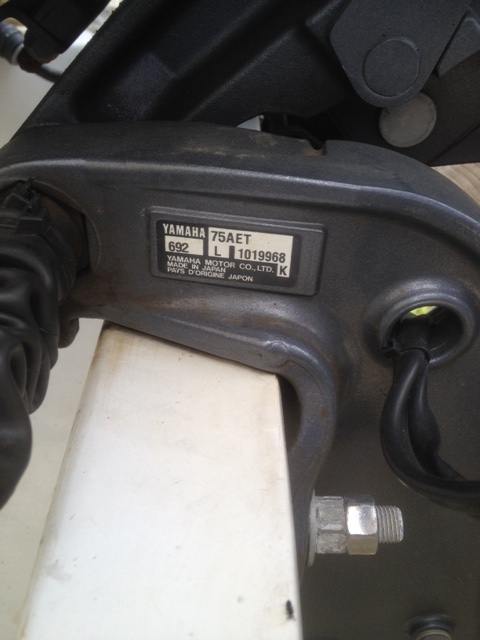 YAMAHA 75AET
692 L 1019968
YAMAHA MOTOR CO., LTD. K
MADE IN JAPAN
PAYS D'ORIGINE JAPON